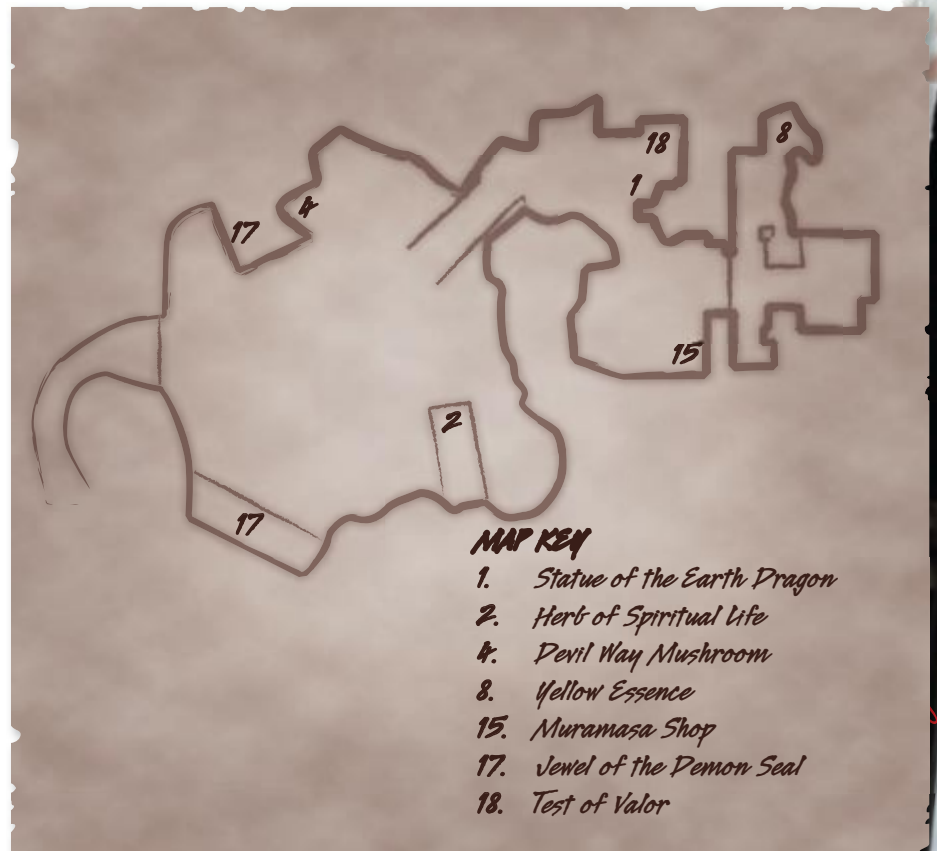 8
18
1
4
17
15
2
17
MAP KEY
1. Statue of the Earth Dragon
2. Herb of Spiritual Life
4. Devil Way Mushroom
8. Yellow Essence
15. Muramasa Shop
17. Jewel of the Demon Seal
18. Test of Valor